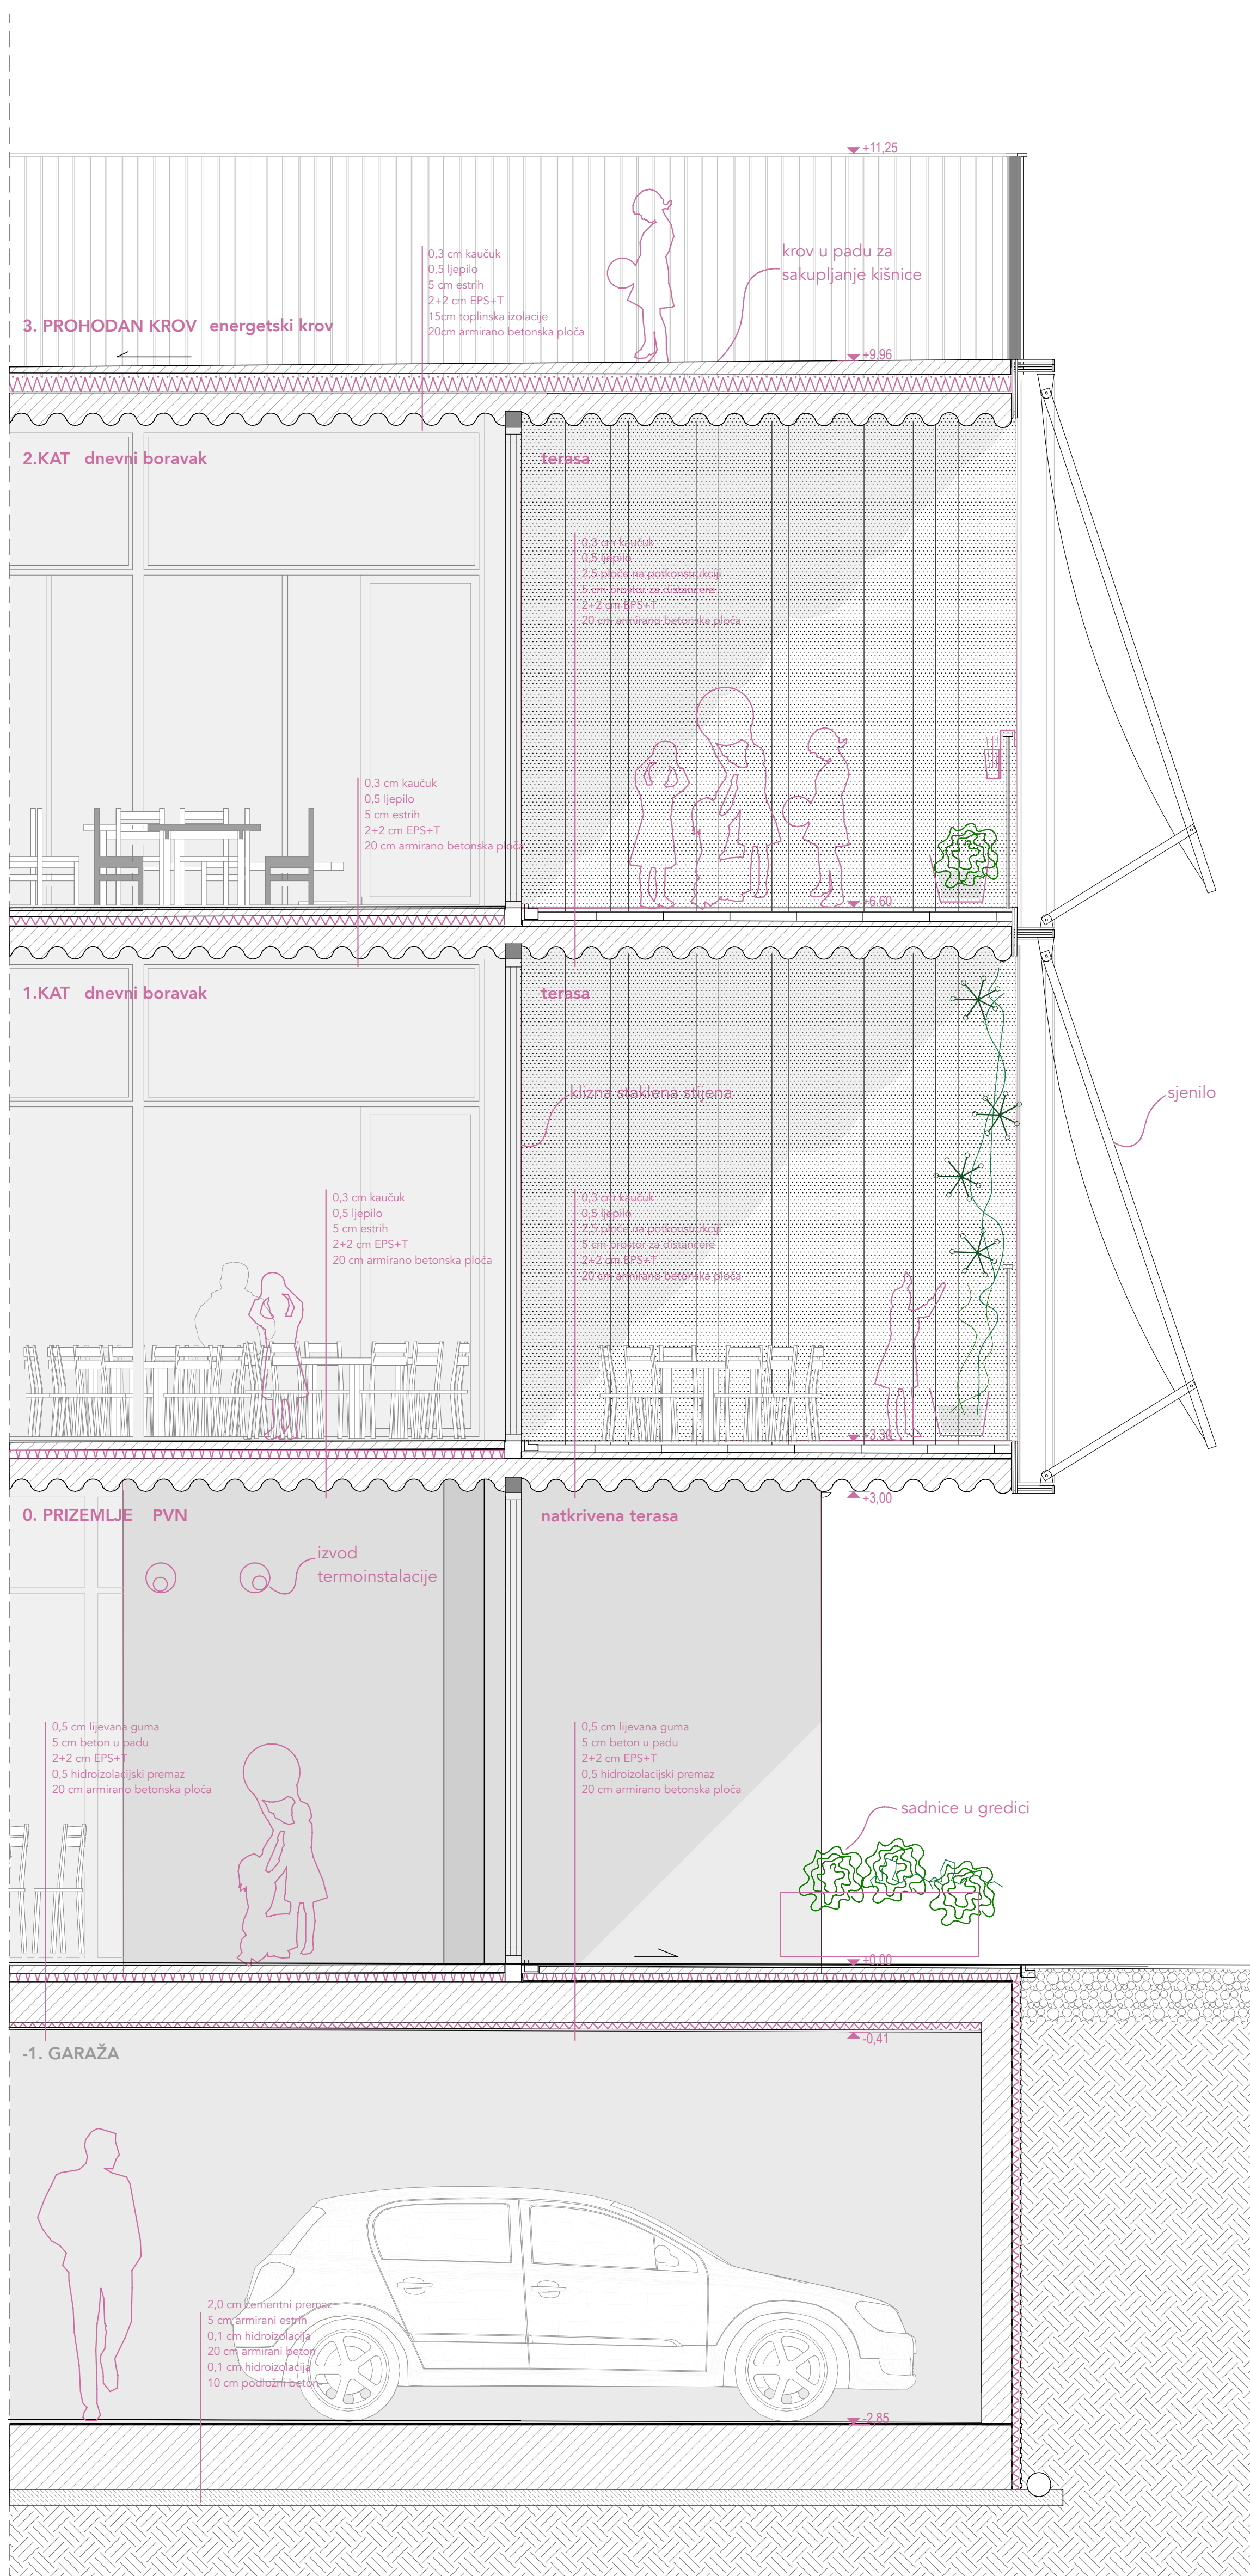 +11,25
krov u padu za
sakupljanje kišnice
0,3 cm kaučuk
0,5 ljepilo
5 cm estrih
2+2 cm EPS+T
15cm toplinska izolacije
20cm armirano betonska ploča
3. PROHODAN KROV energetski krov
+9,96
2.KAT dnevni boravak
terasa
0,3 cm kaučuk
0,5 ljepilo
2,5 ploče na potkonstrukciji
5 cm prostor za distancere
2+2 cm EPS+T
20 cm armirano betonska ploča
0,3 cm kaučuk
0,5 ljepilo
5 cm estrih
2+2 cm EPS+T
20 cm armirano betonska ploča
+6,60
1.KAT dnevni boravak
terasa
klizna staklena stijena
sjenilo
0,3 cm kaučuk
0,5 ljepilo
5 cm estrih
2+2 cm EPS+T
20 cm armirano betonska ploča
0,3 cm kaučuk
0,5 ljepilo
2,5 ploče na potkonstrukciji
5 cm prostor za distancere
2+2 cm EPS+T
20 cm armirano betonska ploča
+3,30
+3,00
0. PRIZEMLJE PVN
natkrivena terasa
izvod
termoinstalacije
0,5 cm lijevana guma
5 cm beton u padu
2+2 cm EPS+T
0,5 hidroizolacijski premaz
20 cm armirano betonska ploča
0,5 cm lijevana guma
5 cm beton u padu
2+2 cm EPS+T
0,5 hidroizolacijski premaz
20 cm armirano betonska ploča
sadnice u gredici
+0,00
-0,41
-1. GARAŽA
2,0 cm cementni premaz
5 cm armirani estrih
0,1 cm hidroizolacija
20 cm armirani beton
0,1 cm hidroizolacija
10 cm podložni beton
-2,85